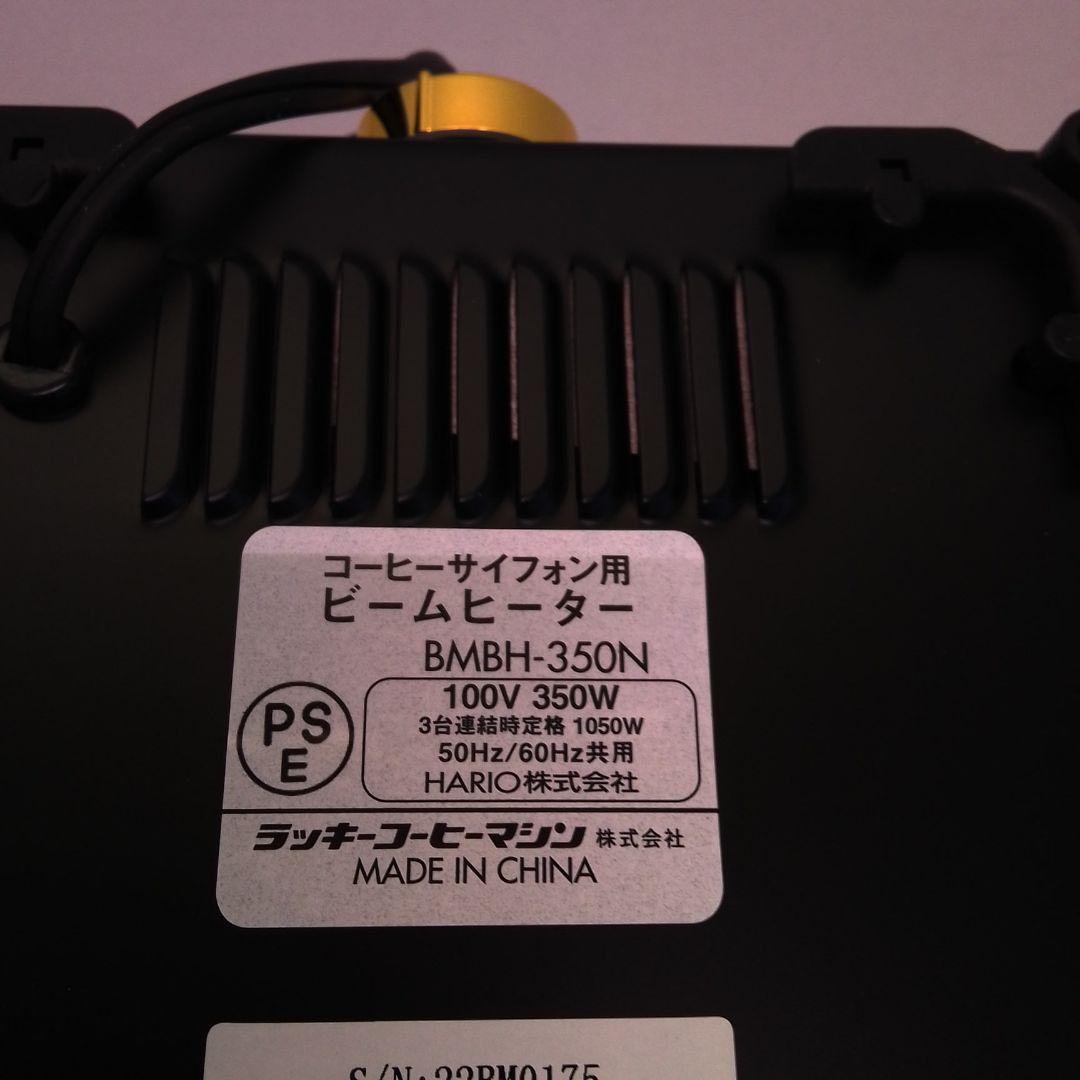 コーヒーサイフォン用
ビームヒーター
BMBH-350N
PS
E
100V 350W
3台連結時定格 1050W
50Hz/60Hz共用
HARIO株式会社
ラッキーコーヒーマシン 株式会社
MADE IN CHINA
S/N:22BM0175